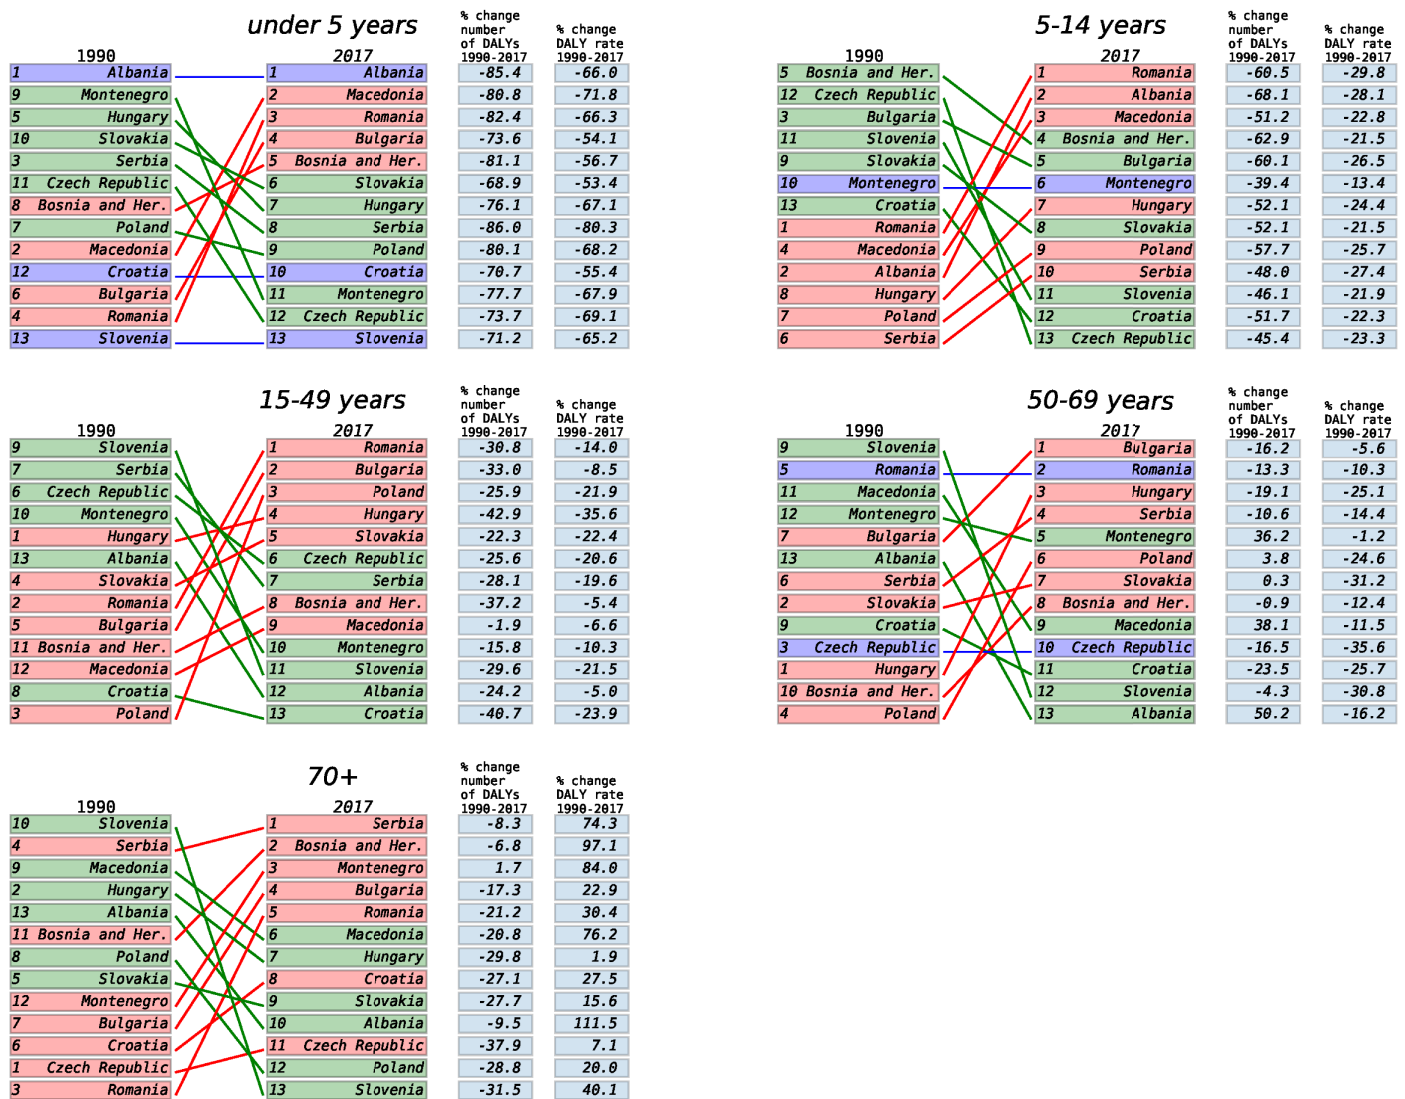 under 5 years
% change
number
of DALYs
1990-2017
% change
DALY rate
1990-2017
1990 2017
1 Albania 1 Albania -85.4 -66.0
9 Montenegro 2 Macedonia -80.8 -71.8
5 Hungary 3 Romania -82.4 -66.3
10 Slovakia 4 Bulgaria -73.6 -54.1
3 Serbia 5 Bosnia and Her. -81.1 -56.7
11 Czech Republic 6 Slovakia -68.9 -53.4
8 Bosnia and Her. 7 Hungary -76.1 -67.1
7 Poland 8 Serbia -86.0 -80.3
2 Macedonia 9 Poland -80.1 -68.2
12 Croatia 10 Croatia -70.7 -55.4
6 Bulgaria 11 Montenegro -77.7 -67.9
4 Romania 12 Czech Republic -73.7 -69.1
13 Slovenia 13 Slovenia -71.2 -65.2
5-14 years
% change
number
of DALYs
1990-2017
% change
DALY rate
1990-2017
1990 2017
5 Bosnia and Her. 1 Romania -60.5 -29.8
12 Czech Republic 2 Albania -68.1 -28.1
3 Bulgaria 3 Macedonia -51.2 -22.8
11 Slovenia 4 Bosnia and Her. -62.9 -21.5
9 Slovakia 5 Bulgaria -60.1 -26.5
10 Montenegro 6 Montenegro -39.4 -13.4
13 Croatia 7 Hungary -52.1 -24.4
1 Romania 8 Slovakia -52.1 -21.5
4 Macedonia 9 Poland -57.7 -25.7
2 Albania 10 Serbia -48.0 -27.4
8 Hungary 11 Slovenia -46.1 -21.9
7 Poland 12 Croatia -51.7 -22.3
6 Serbia 13 Czech Republic -45.4 -23.3
15-49 years
% change
number
of DALYs
1990-2017
% change
DALY rate
1990-2017
1990 2017
9 Slovenia 1 Romania -30.8 -14.0
7 Serbia 2 Bulgaria -33.0 -8.5
6 Czech Republic 3 Poland -25.9 -21.9
10 Montenegro 4 Hungary -42.9 -35.6
1 Hungary 5 Slovakia -22.3 -22.4
13 Albania 6 Czech Republic -25.6 -20.6
4 Slovakia 7 Serbia -28.1 -19.6
2 Romania 8 Bosnia and Her. -37.2 -5.4
5 Bulgaria 9 Macedonia -1.9 -6.6
11 Bosnia and Her. 10 Montenegro -15.8 -10.3
12 Macedonia 11 Slovenia -29.6 -21.5
8 Croatia 12 Albania -24.2 -5.0
3 Poland 13 Croatia -40.7 -23.9
50-69 years
% change
number
of DALYs
1990-2017
% change
DALY rate
1990-2017
1990 2017
9 Slovenia 1 Bulgaria -16.2 -5.6
5 Romania 2 Romania -13.3 -10.3
11 Macedonia 3 Hungary -19.1 -25.1
12 Montenegro 4 Serbia -10.6 -14.4
7 Bulgaria 5 Montenegro 36.2 -1.2
13 Albania 6 Poland 3.8 -24.6
6 Serbia 7 Slovakia 0.3 -31.2
2 Slovakia 8 Bosnia and Her. -0.9 -12.4
9 Croatia 9 Macedonia 38.1 -11.5
3 Czech Republic 10 Czech Republic -16.5 -35.6
1 Hungary 11 Croatia -23.5 -25.7
10 Bosnia and Her. 12 Slovenia -4.3 -30.8
4 Poland 13 Albania 50.2 -16.2
70+
% change
number
of DALYs
1990-2017
% change
DALY rate
1990-2017
1990 2017
10 Slovenia 1 Serbia -8.3 74.3
4 Serbia 2 Bosnia and Her. -6.8 97.1
9 Macedonia 3 Montenegro 1.7 84.0
2 Hungary 4 Bulgaria -17.3 22.9
13 Albania 5 Romania -21.2 30.4
11 Bosnia and Her. 6 Macedonia -20.8 76.2
8 Poland 7 Hungary -29.8 1.9
5 Slovakia 8 Croatia -27.1 27.5
12 Montenegro 9 Slovakia -27.7 15.6
7 Bulgaria 10 Albania -9.5 111.5
6 Croatia 11 Czech Republic -37.9 7.1
1 Czech Republic 12 Poland -28.8 20.0
3 Romania 13 Slovenia -31.5 40.1